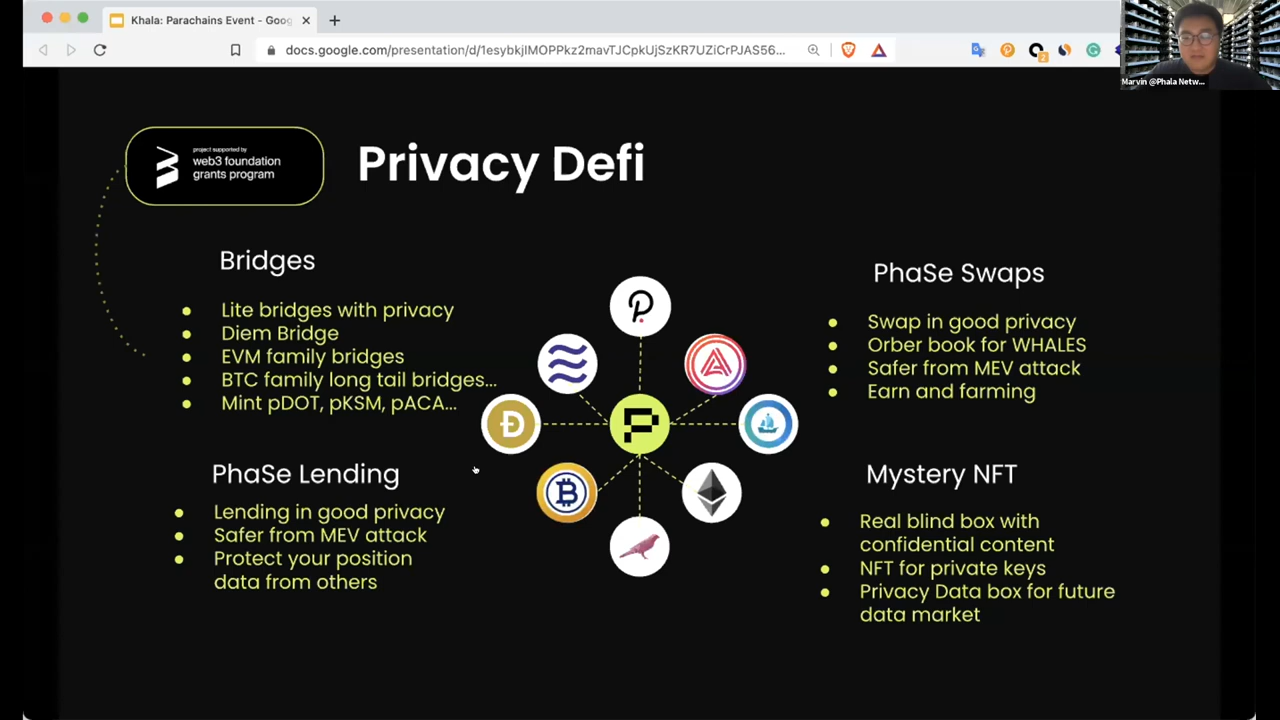 Khala: Parachains Event - Goog
docs.google.com/presentation/d/1esybkjlMOPPkz2mavTJCpkUjSzKR7UZiCrPJAS56...
2
Marvin @Phala Netw...
project supported by
web3 foundation
grants program
Privacy Defi
Bridges
Lite bridges with privacy
Diem Bridge
EVM family bridges
BTC family long tail bridges...
Mint pDOT, pKSM, pACA...
PhaSe Swaps
Swap in good privacy
Orber book for WHALES
Safer from MEV attack
Earn and farming
PhaSe Lending
Lending in good privacy
Safer from MEV attack
Protect your position
data from others
Mystery NFT
Real blind box with
confidential content
NFT for private keys
Privacy Data box for future
data market